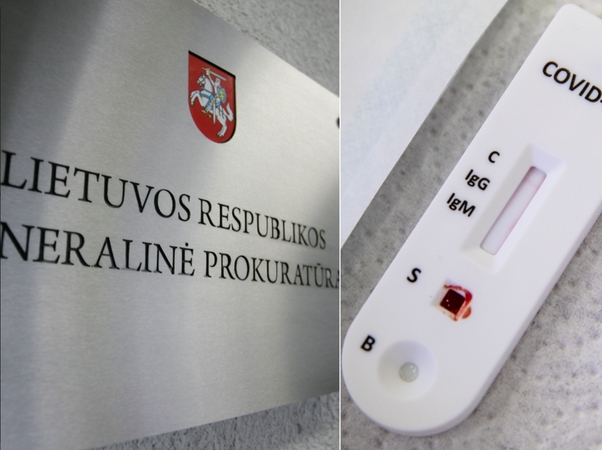 LIETUVOS RESPUBLIKOS
NERALINĖ PROKURATŪRA
COVID-
C
IgG
IgM
S
B